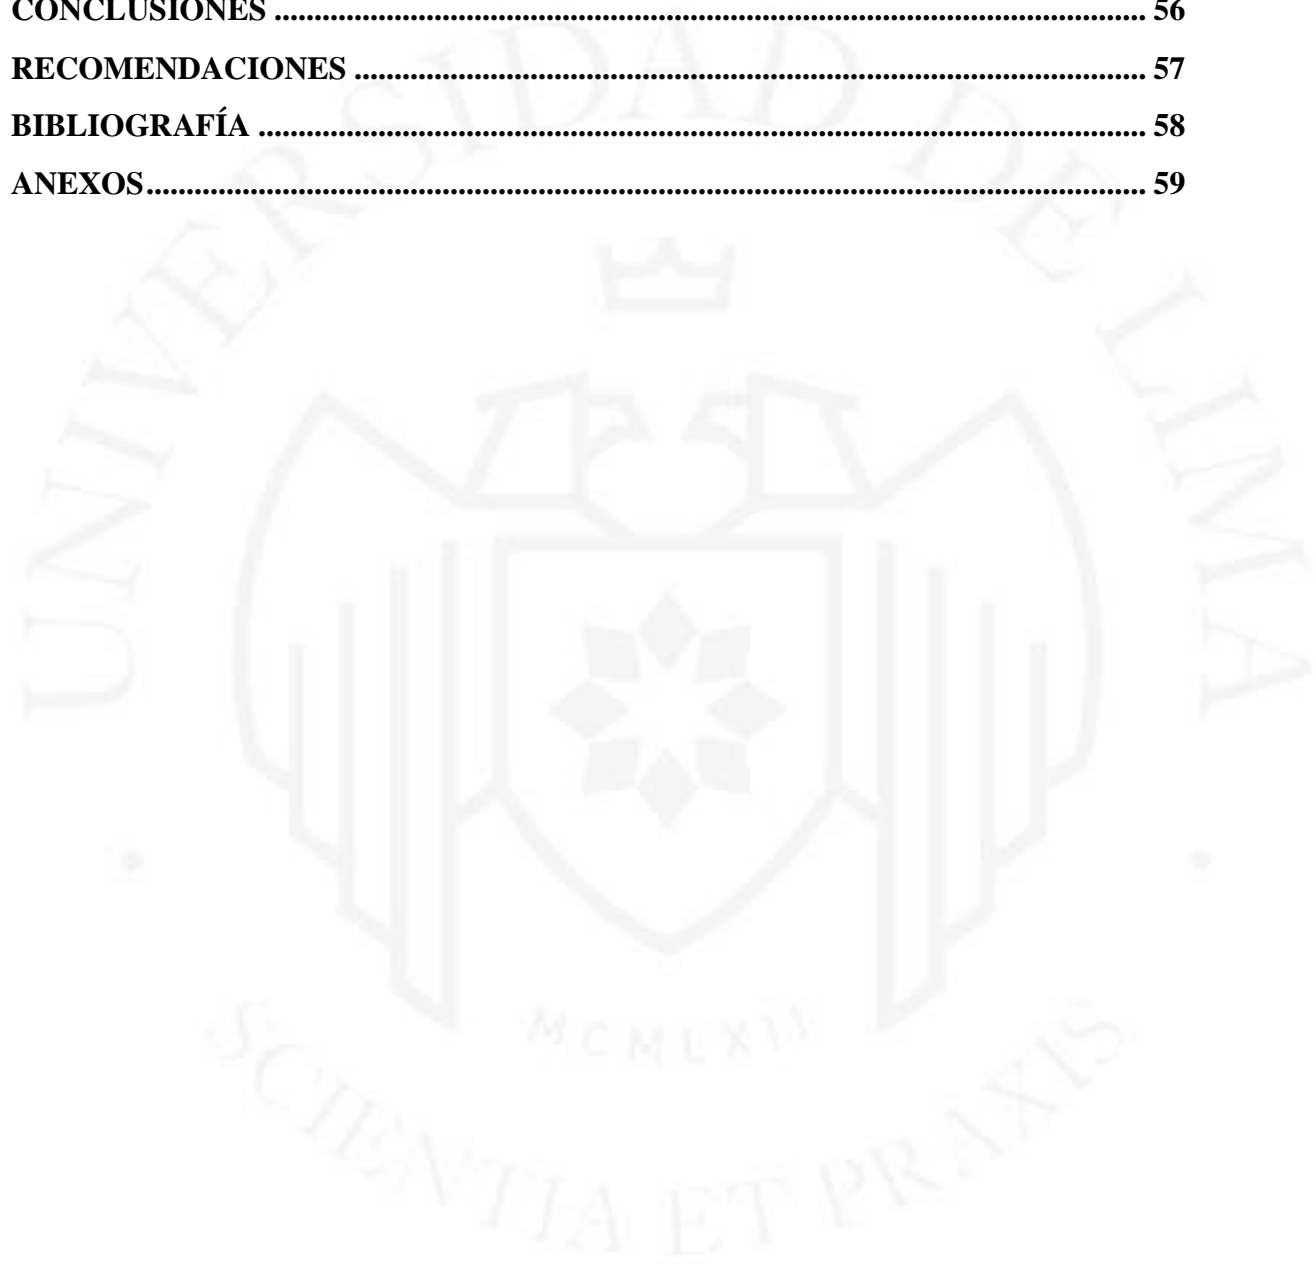 CONCLUSIONES ........................................................................................................... 56
RECOMENDACIONES ................................................................................................. 57
BIBLIOGRAFÍA ............................................................................................................. 58
ANEXOS........................................................................................................................... 59
UNIVERSIDAD DE LIMA
MCMLXII
SCIENTIA ET PRAXIS